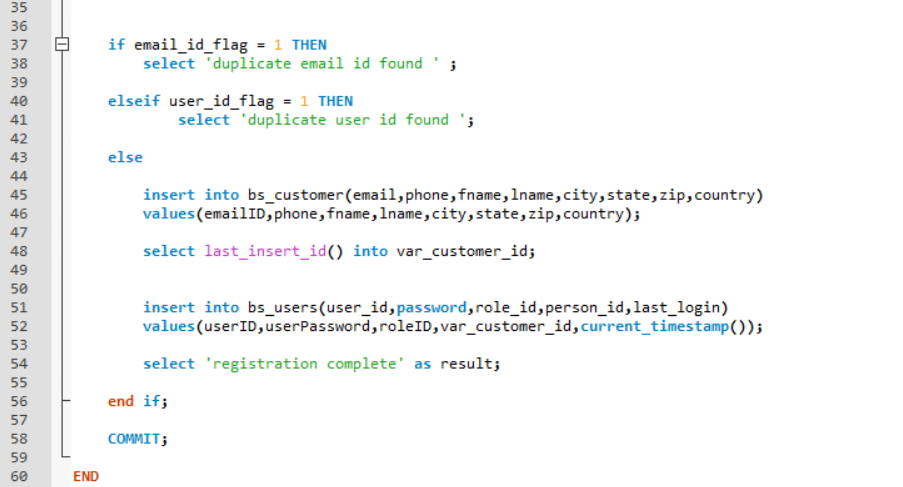 35
36
37 if email_id_flag = 1 THEN
38 select 'duplicate email id found ' ;
39
40 elseif user_id_flag = 1 THEN
41 select 'duplicate user id found ';
42
43 else
44
45 insert into bs_customer(email,phone,fname,lname,city,state,zip,country)
46 values(emailID,phone,fname,lname,city,state,zip,country);
47
48 select last_insert_id() into var_customer_id;
49
50
51 insert into bs_users(user_id,password,role_id,person_id,last_login)
52 values(userID,userPassword,roleID,var_customer_id,current_timestamp());
53
54 select 'registration complete' as result;
55
56 end if;
57
58 COMMIT;
59
60 END